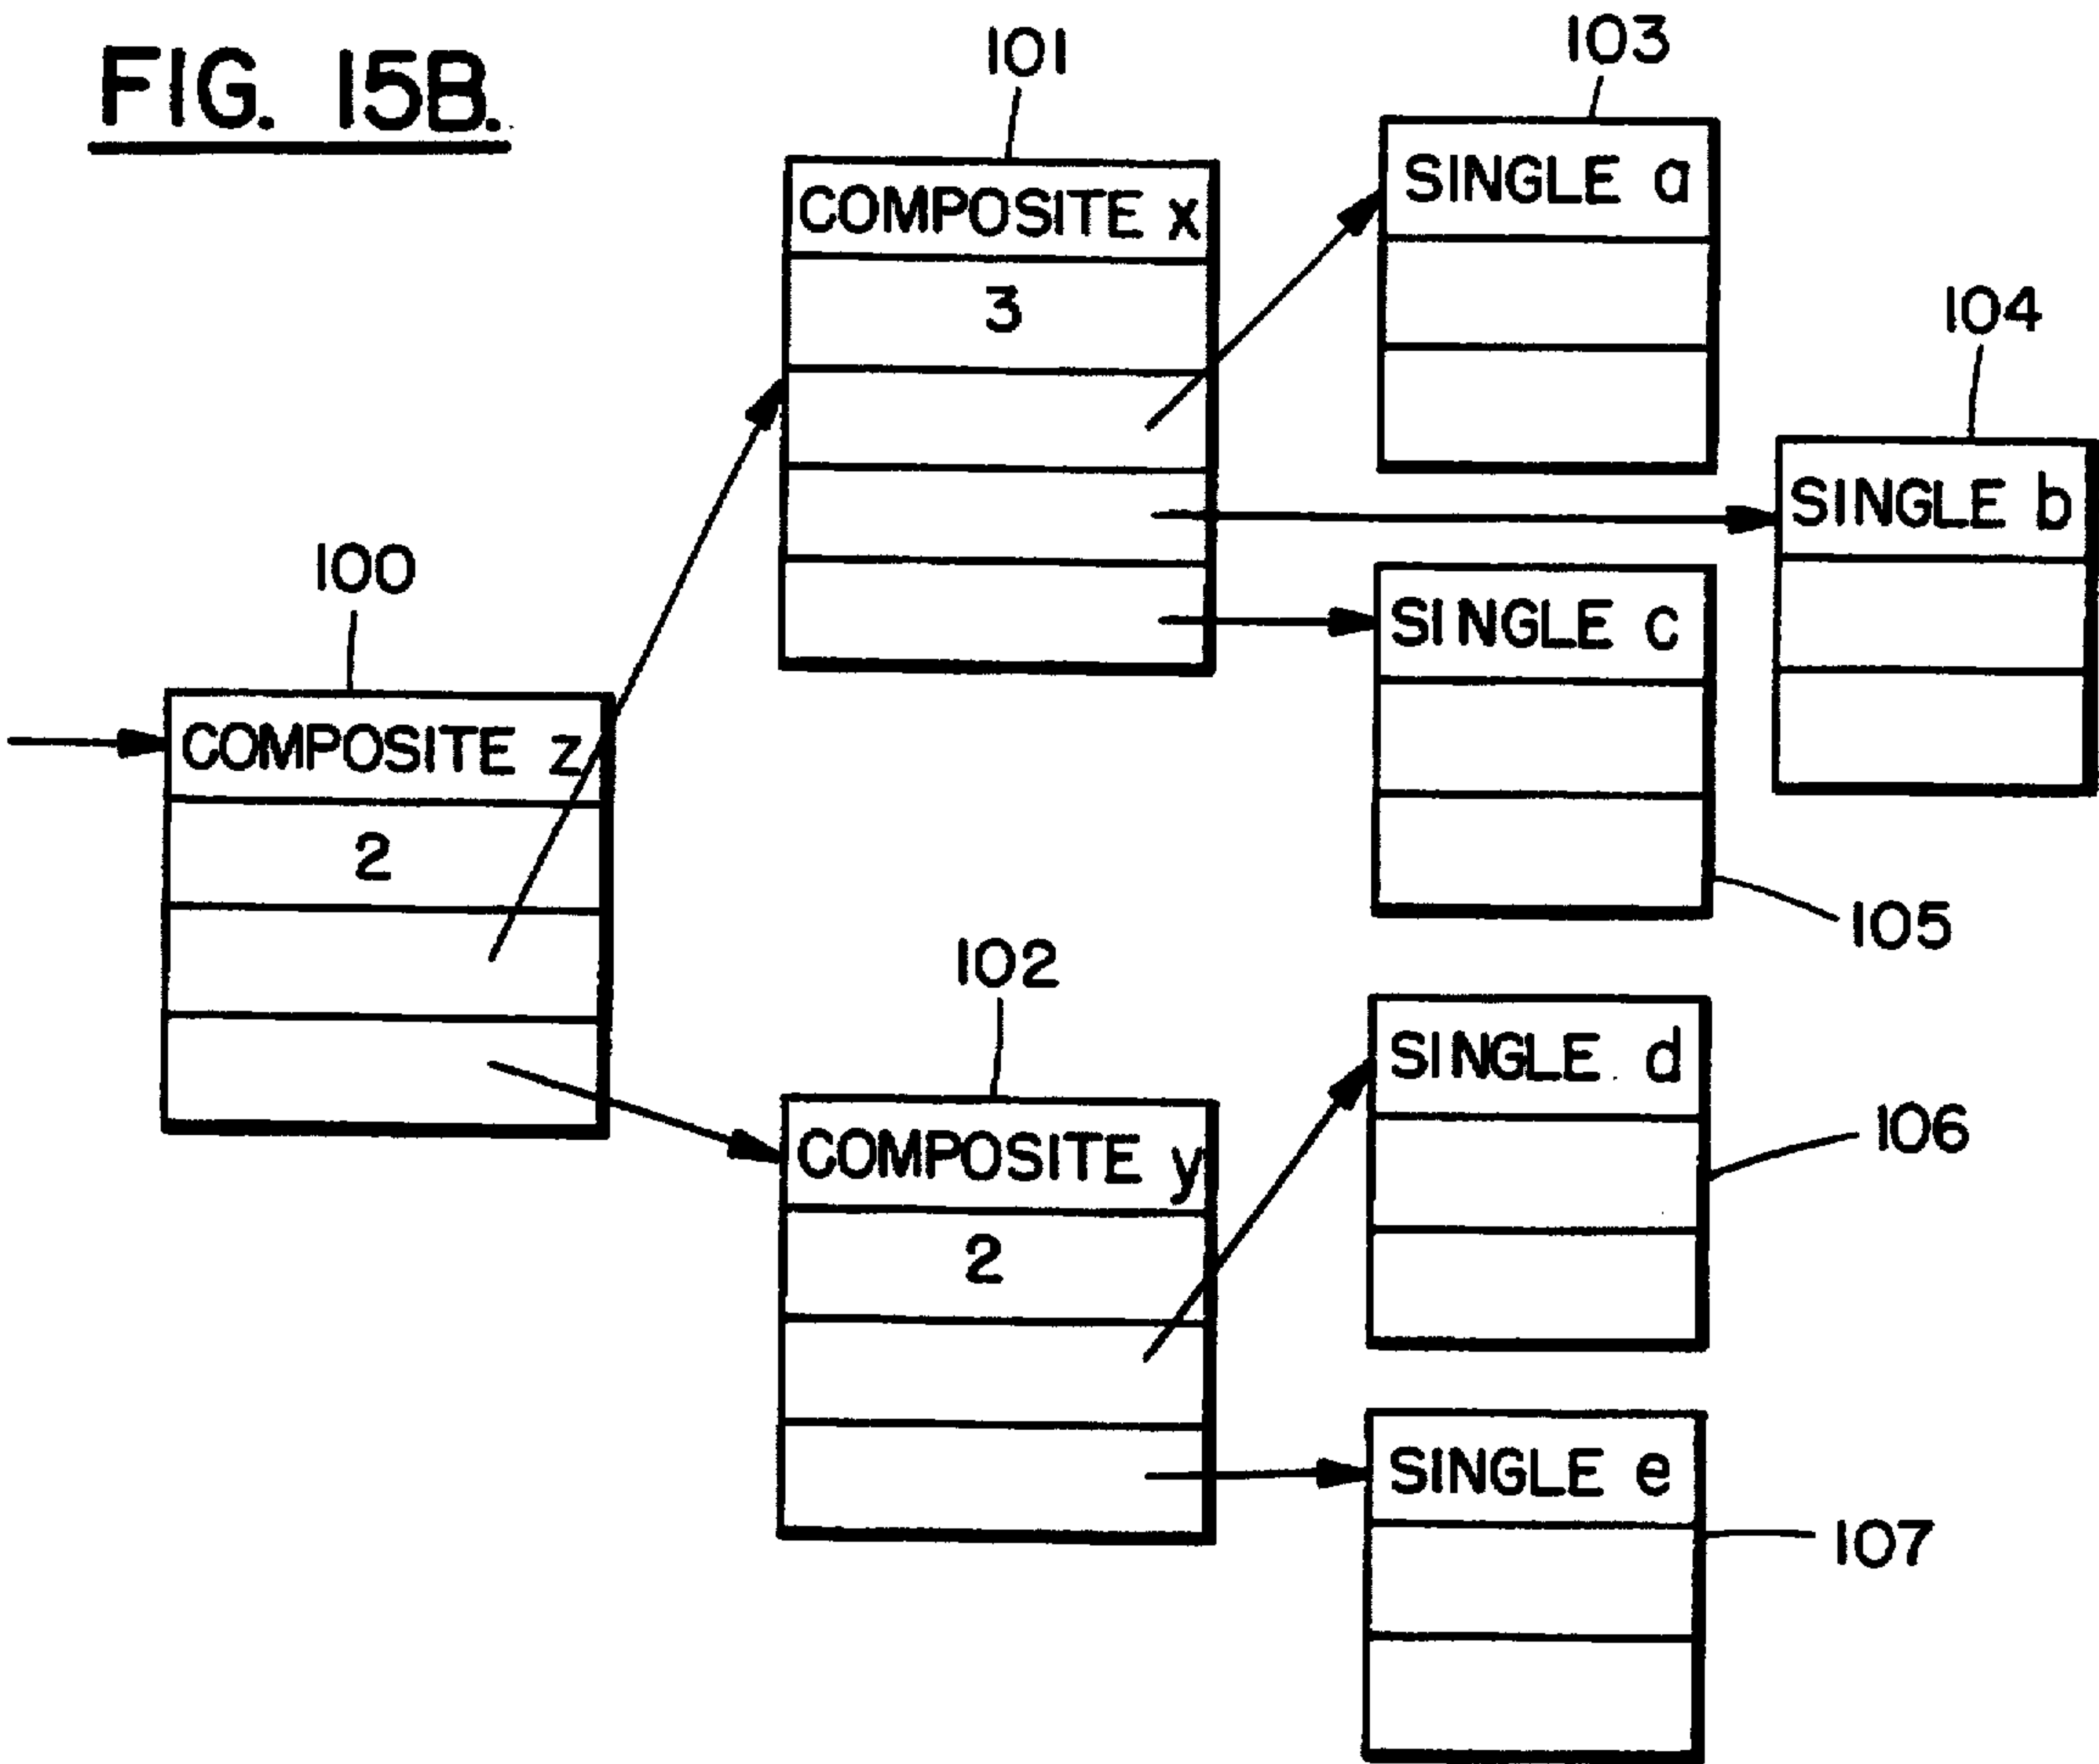 FIG. 15B.
101
103
COMPOSITE x
3
SINGLE a
104
SINGLE b
100
SINGLE c
COMPOSITE z
2
105
102
SINGLE d
106
COMPOSITE y
2
SINGLE e
107